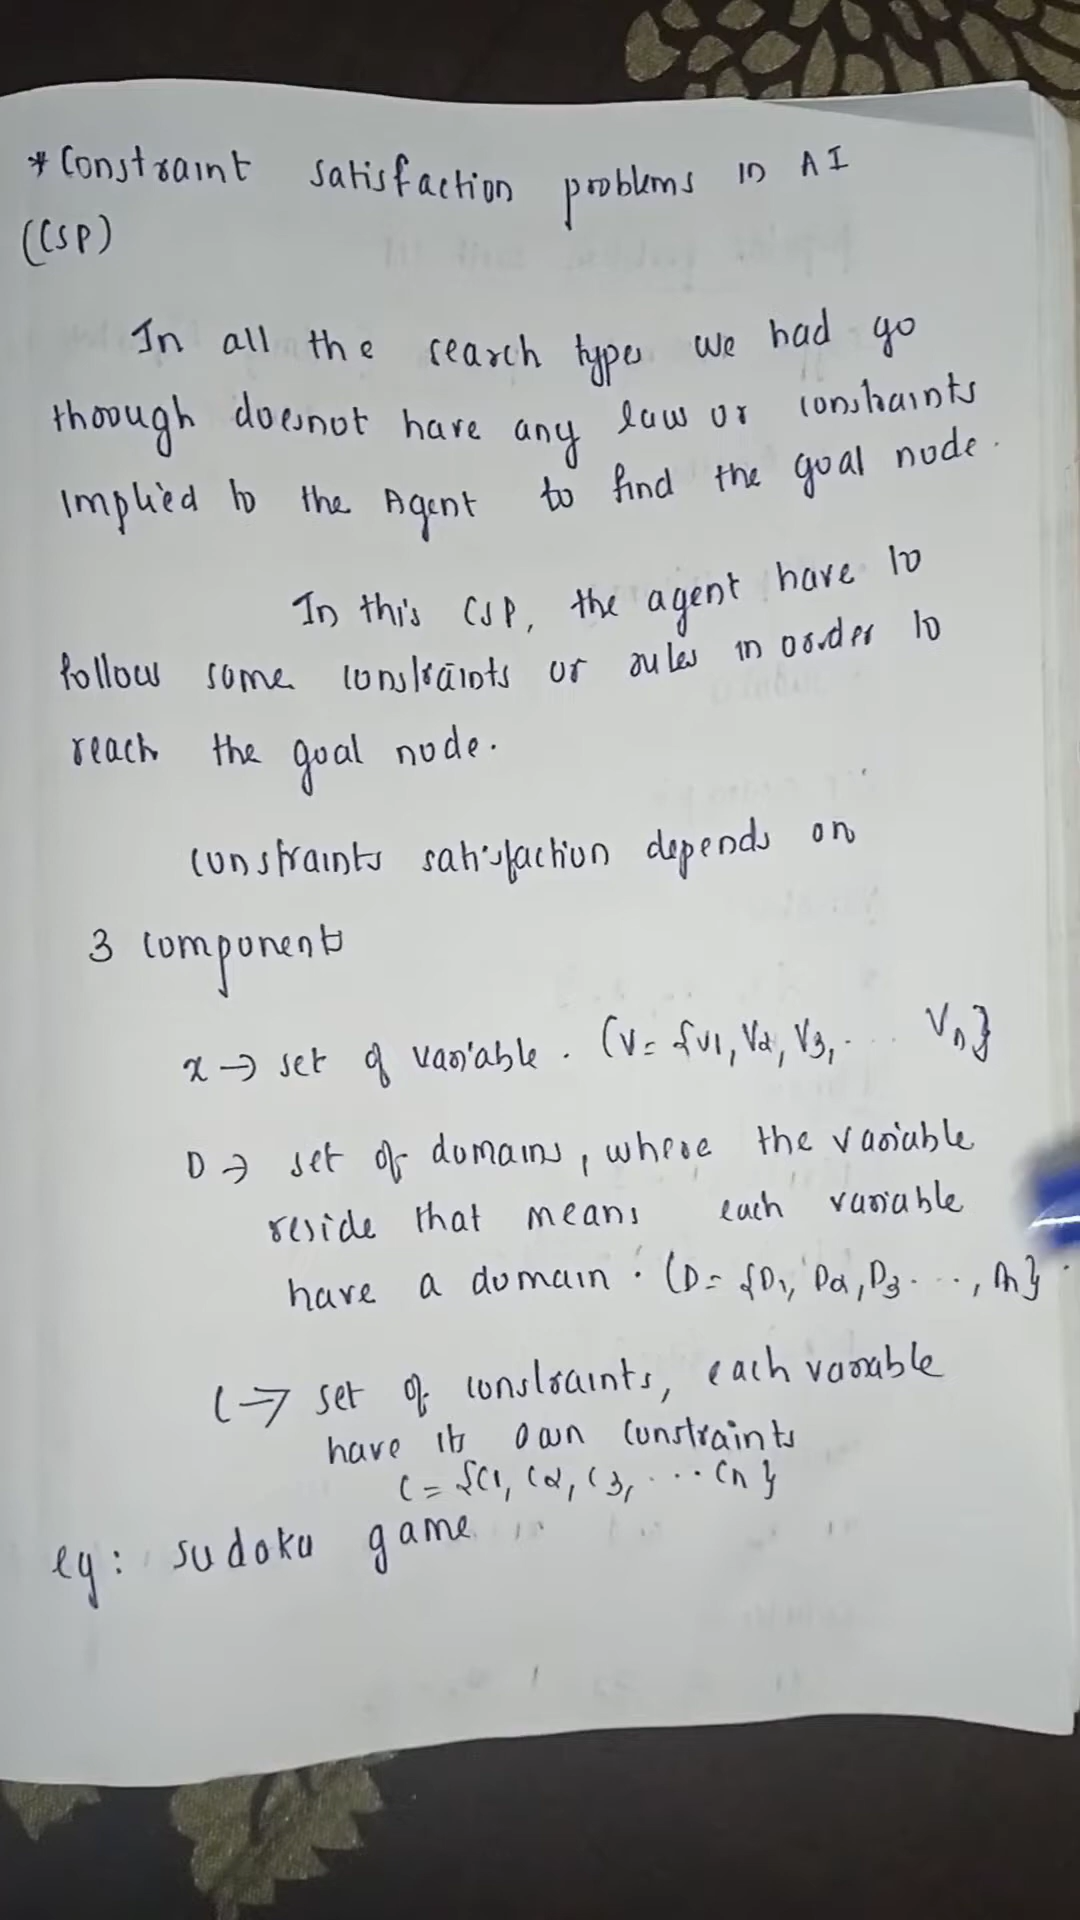 * Constraint satisfaction problems in AI
(CSP)
In all the search types we had go
through doesnot have any law or constraints
Implied to the Agent to find the goal node.
In this CSP, the agent have to
follow some constraints or rules in order to
reach the goal node.
constraints satisfaction depends on
3 components
x → set of variable. (V = {V1, V2, V3, ... Vn}
D → set of domains, where the variable
reside that means each variable
have a domain. (D = {D1, D2, D3 ..., Dn}.
C → set of constraints, each variable
have its own constraints
C = {C1, C2, C3, ... Cn}
eg: sudoku game